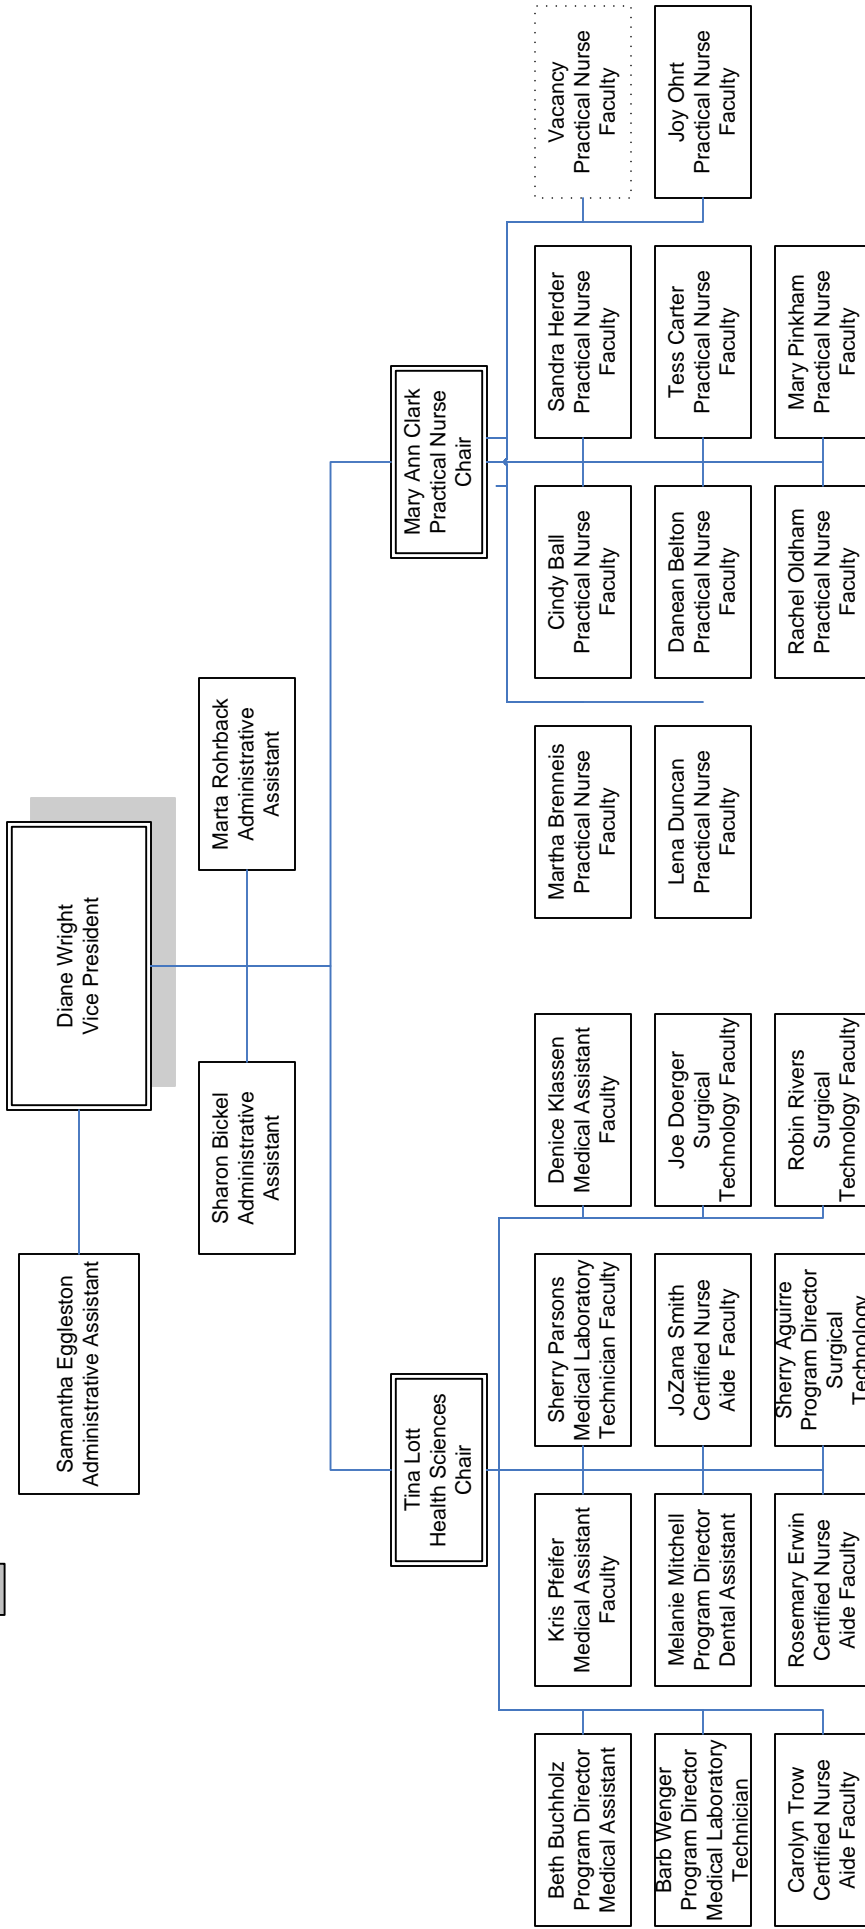 Samantha Eggleston
Administrative Assistant
Diane Wright
Vice President
Sharon Bickel
Administrative
Assistant
Marta Rohrback
Administrative
Assistant
Tina Lott
Health Sciences
Chair
Mary Ann Clark
Practical Nurse
Chair
Beth Buchholz
Program Director
Medical Assistant
Kris Pfeifer
Medical Assistant
Faculty
Sherry Parsons
Medical Laboratory
Technician Faculty
Denice Klassen
Medical Assistant
Faculty
Martha Brenneis
Practical Nurse
Faculty
Cindy Ball
Practical Nurse
Faculty
Sandra Herder
Practical Nurse
Faculty
Vacancy
Practical Nurse
Faculty
Barb Wenger
Program Director
Medical Laboratory
Technician
Melanie Mitchell
Program Director
Dental Assistant
JoZana Smith
Certified Nurse
Aide  Faculty
Joe Doerger
Surgical
Technology Faculty
Lena Duncan
Practical Nurse
Faculty
Danean Belton
Practical Nurse
Faculty
Tess Carter
Practical Nurse
Faculty
Joy Ohrt
Practical Nurse
Faculty
Carolyn Trow
Certified Nurse
Aide Faculty
Rosemary Erwin
Certified Nurse
Aide Faculty
Sherry Aguirre
Program Director
Surgical
Technology
Robin Rivers
Surgical
Technology Faculty
Rachel Oldham
Practical Nurse
Faculty
Mary Pinkham
Practical Nurse
Faculty